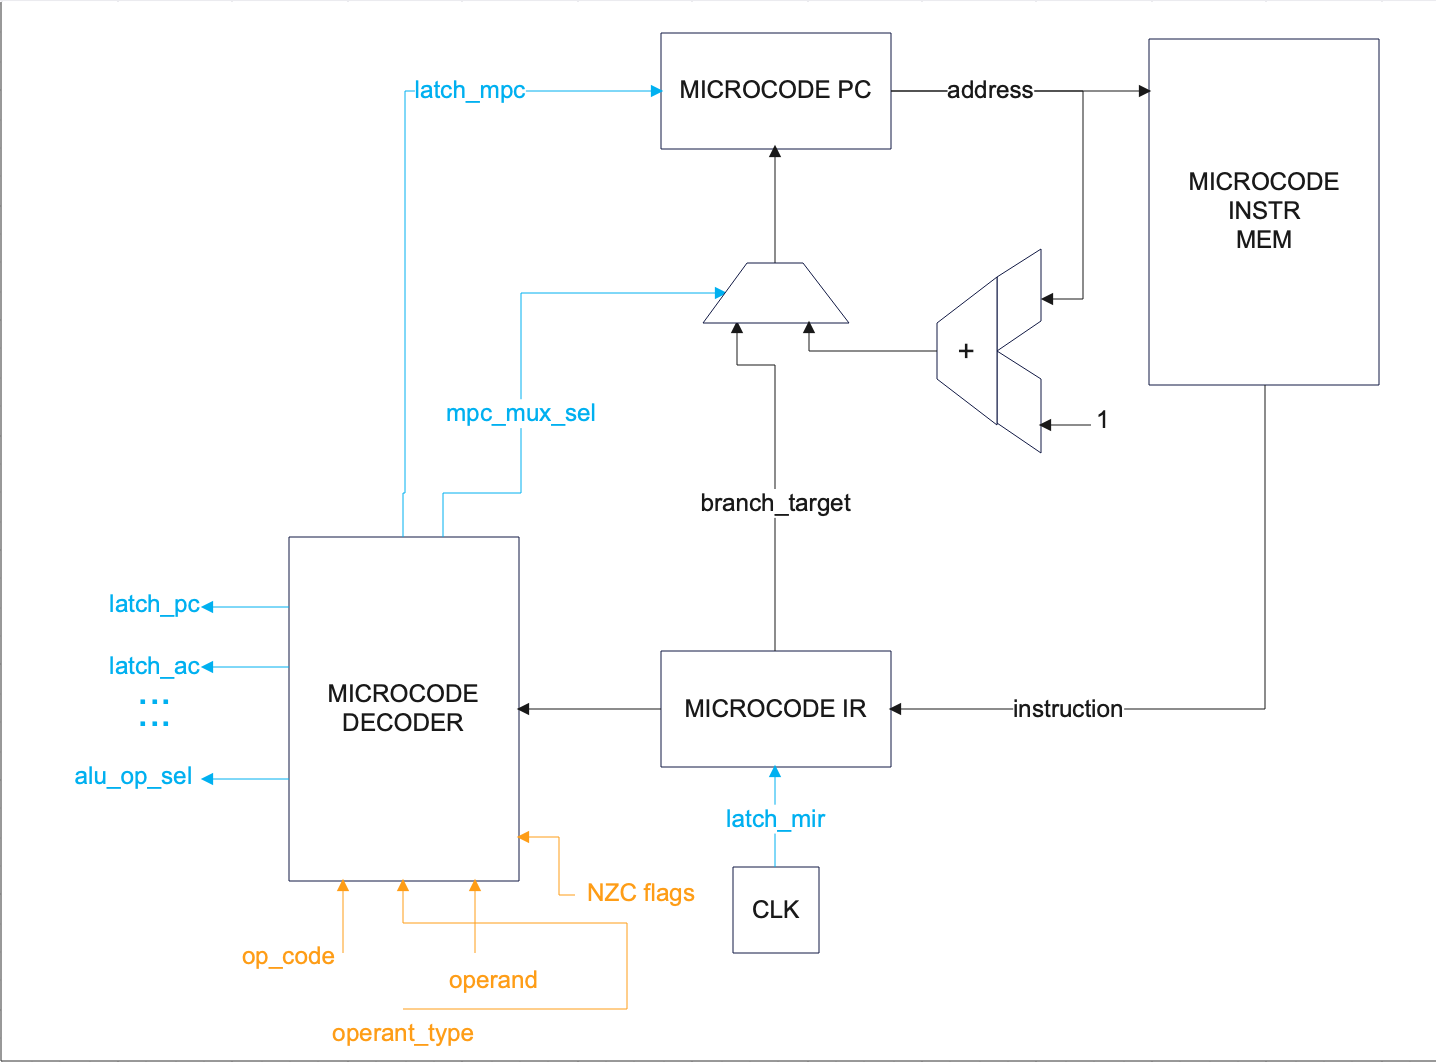 latch_mpc
MICROCODE PC
address
MICROCODE
INSTR
MEM
+
mpc_mux_sel
1
branch_target
latch_pc
latch_ac
...
...
alu_op_sel
MICROCODE
DECODER
MICROCODE IR
instruction
latch_mir
NZC flags
CLK
op_code
operand
operant_type